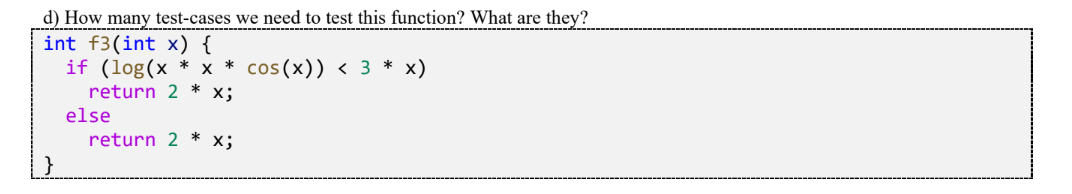 d) How many test-cases we need to test this function? What are they?
int f3(int x) {
  if (log(x * x * cos(x)) < 3 * x)
    return 2 * x;
  else
    return 2 * x;
}